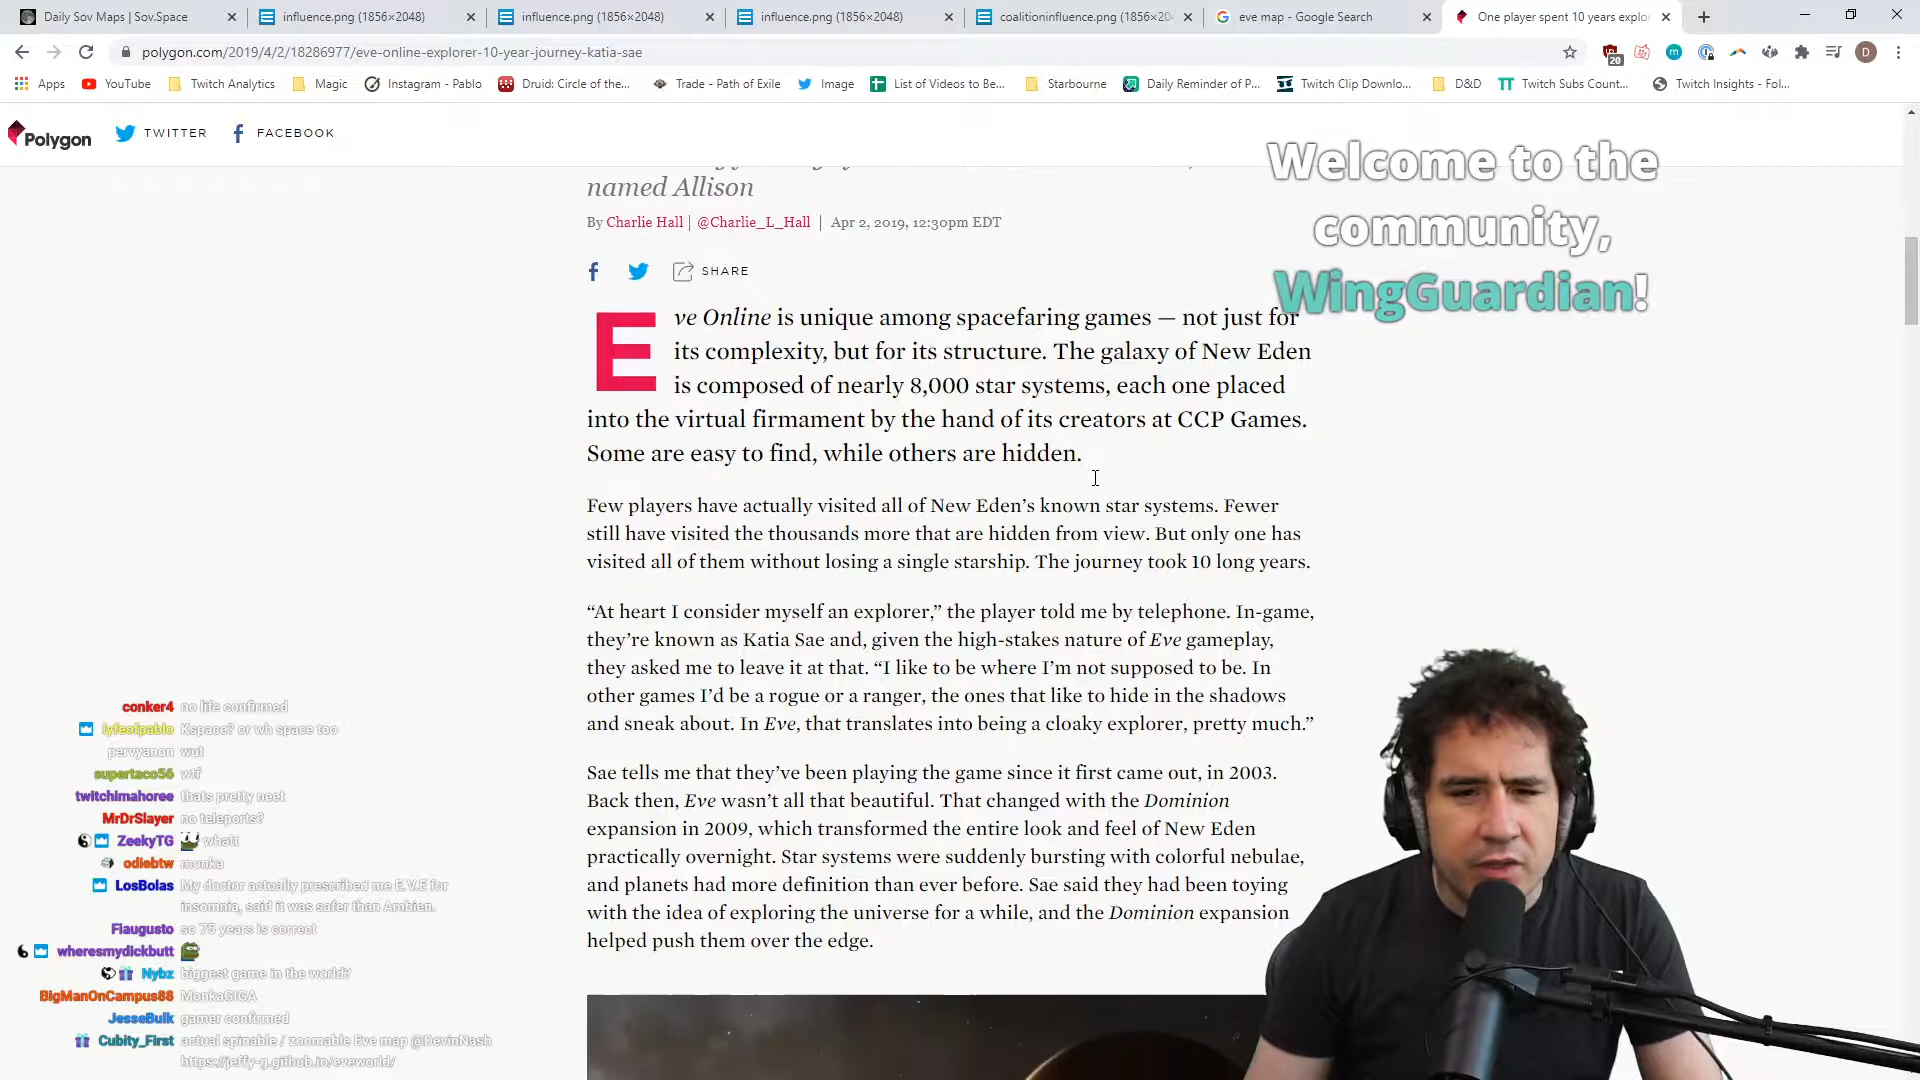 Daily Sov Maps | Sov.Space
influence.png (1856×2048)
influence.png (1856×2048)
influence.png (1856×2048)
coalitioninfluence.png (1856×20
eve map - Google Search
One player spent 10 years explo
polygon.com/2019/4/2/18286977/eve-online-explorer-10-year-journey-katia-sae
20
D
Apps
YouTube
Twitch Analytics
Magic
Instagram - Pablo
Druid: Circle of the...
Trade - Path of Exile
Image
List of Videos to Be...
Starbourne
Daily Reminder of P...
Twitch Clip Downlo...
D&D
Twitch Subs Count...
Twitch Insights - Fol...
Polygon
TWITTER
FACEBOOK
named Allison
By Charlie Hall | @Charlie_L_Hall | Apr 2, 2019, 12:30pm EDT
SHARE
Welcome to the
community,
WingGuardian!
Eve Online is unique among spacefaring games — not just for
its complexity, but for its structure. The galaxy of New Eden
is composed of nearly 8,000 star systems, each one placed
into the virtual firmament by the hand of its creators at CCP Games.
Some are easy to find, while others are hidden.
Few players have actually visited all of New Eden's known star systems. Fewer
still have visited the thousands more that are hidden from view. But only one has
visited all of them without losing a single starship. The journey took 10 long years.
“At heart I consider myself an explorer,” the player told me by telephone. In-game,
they're known as Katia Sae and, given the high-stakes nature of Eve gameplay,
they asked me to leave it at that. “I like to be where I'm not supposed to be. In
other games I'd be a rogue or a ranger, the ones that like to hide in the shadows
and sneak about. In Eve, that translates into being a cloaky explorer, pretty much.”
Sae tells me that they've been playing the game since it first came out, in 2003.
Back then, Eve wasn't all that beautiful. That changed with the Dominion
expansion in 2009, which transformed the entire look and feel of New Eden
practically overnight. Star systems were suddenly bursting with colorful nebulae,
and planets had more definition than ever before. Sae said they had been toying
with the idea of exploring the universe for a while, and the Dominion expansion
helped push them over the edge.
conker4 no life confirmed
lyfeofpablo Kspace? or wh space too
pervyanon wut
supertaco56 wtf
twitchimahoree thats pretty neet
MrDrSlayer no teleports?
ZeekyTG whatt
odiebtw monka
LosBolas My doctor actually prescribed me E.V.E for
insomnia, said it was safer than Ambien.
Flaugusto so 75 years is correct
wheresmydickbutt
Nybz biggest game in the world?
BigManOnCampus88 MonkaGIGA
JesseBulk gamer confirmed
Cubity_First actual spinable / zoomable Eve map @DevinNash
https://jeffy-g.github.io/eveworld/